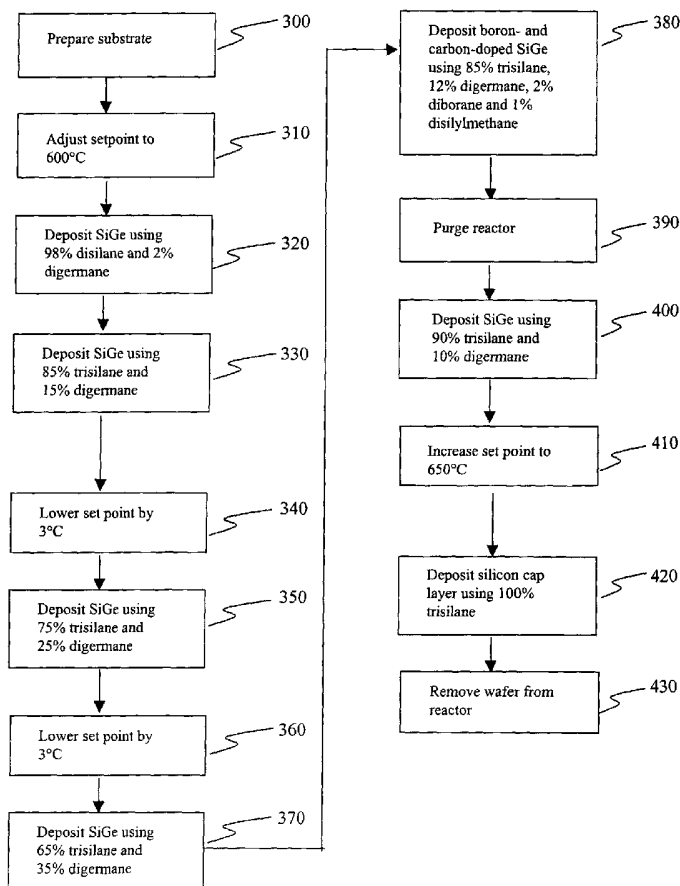 Prepare substrate
300
Adjust setpoint to
600°C
310
Deposit SiGe using
98% disilane and 2%
digermane
320
Deposit SiGe using
85% trisilane and
15% digermane
330
Lower set point by
3°C
340
Deposit SiGe using
75% trisilane and
25% digermane
350
Lower set point by
3°C
360
Deposit SiGe using
65% trisilane and
35% digermane
370
Deposit boron- and
carbon-doped SiGe
using 85% trisilane,
12% digermane, 2%
diborane and 1%
disilylmethane
380
Purge reactor
390
Deposit SiGe using
90% trisilane and
10% digermane
400
Increase set point to
650°C
410
Deposit silicon cap
layer using 100%
trisilane
420
Remove wafer from
reactor
430